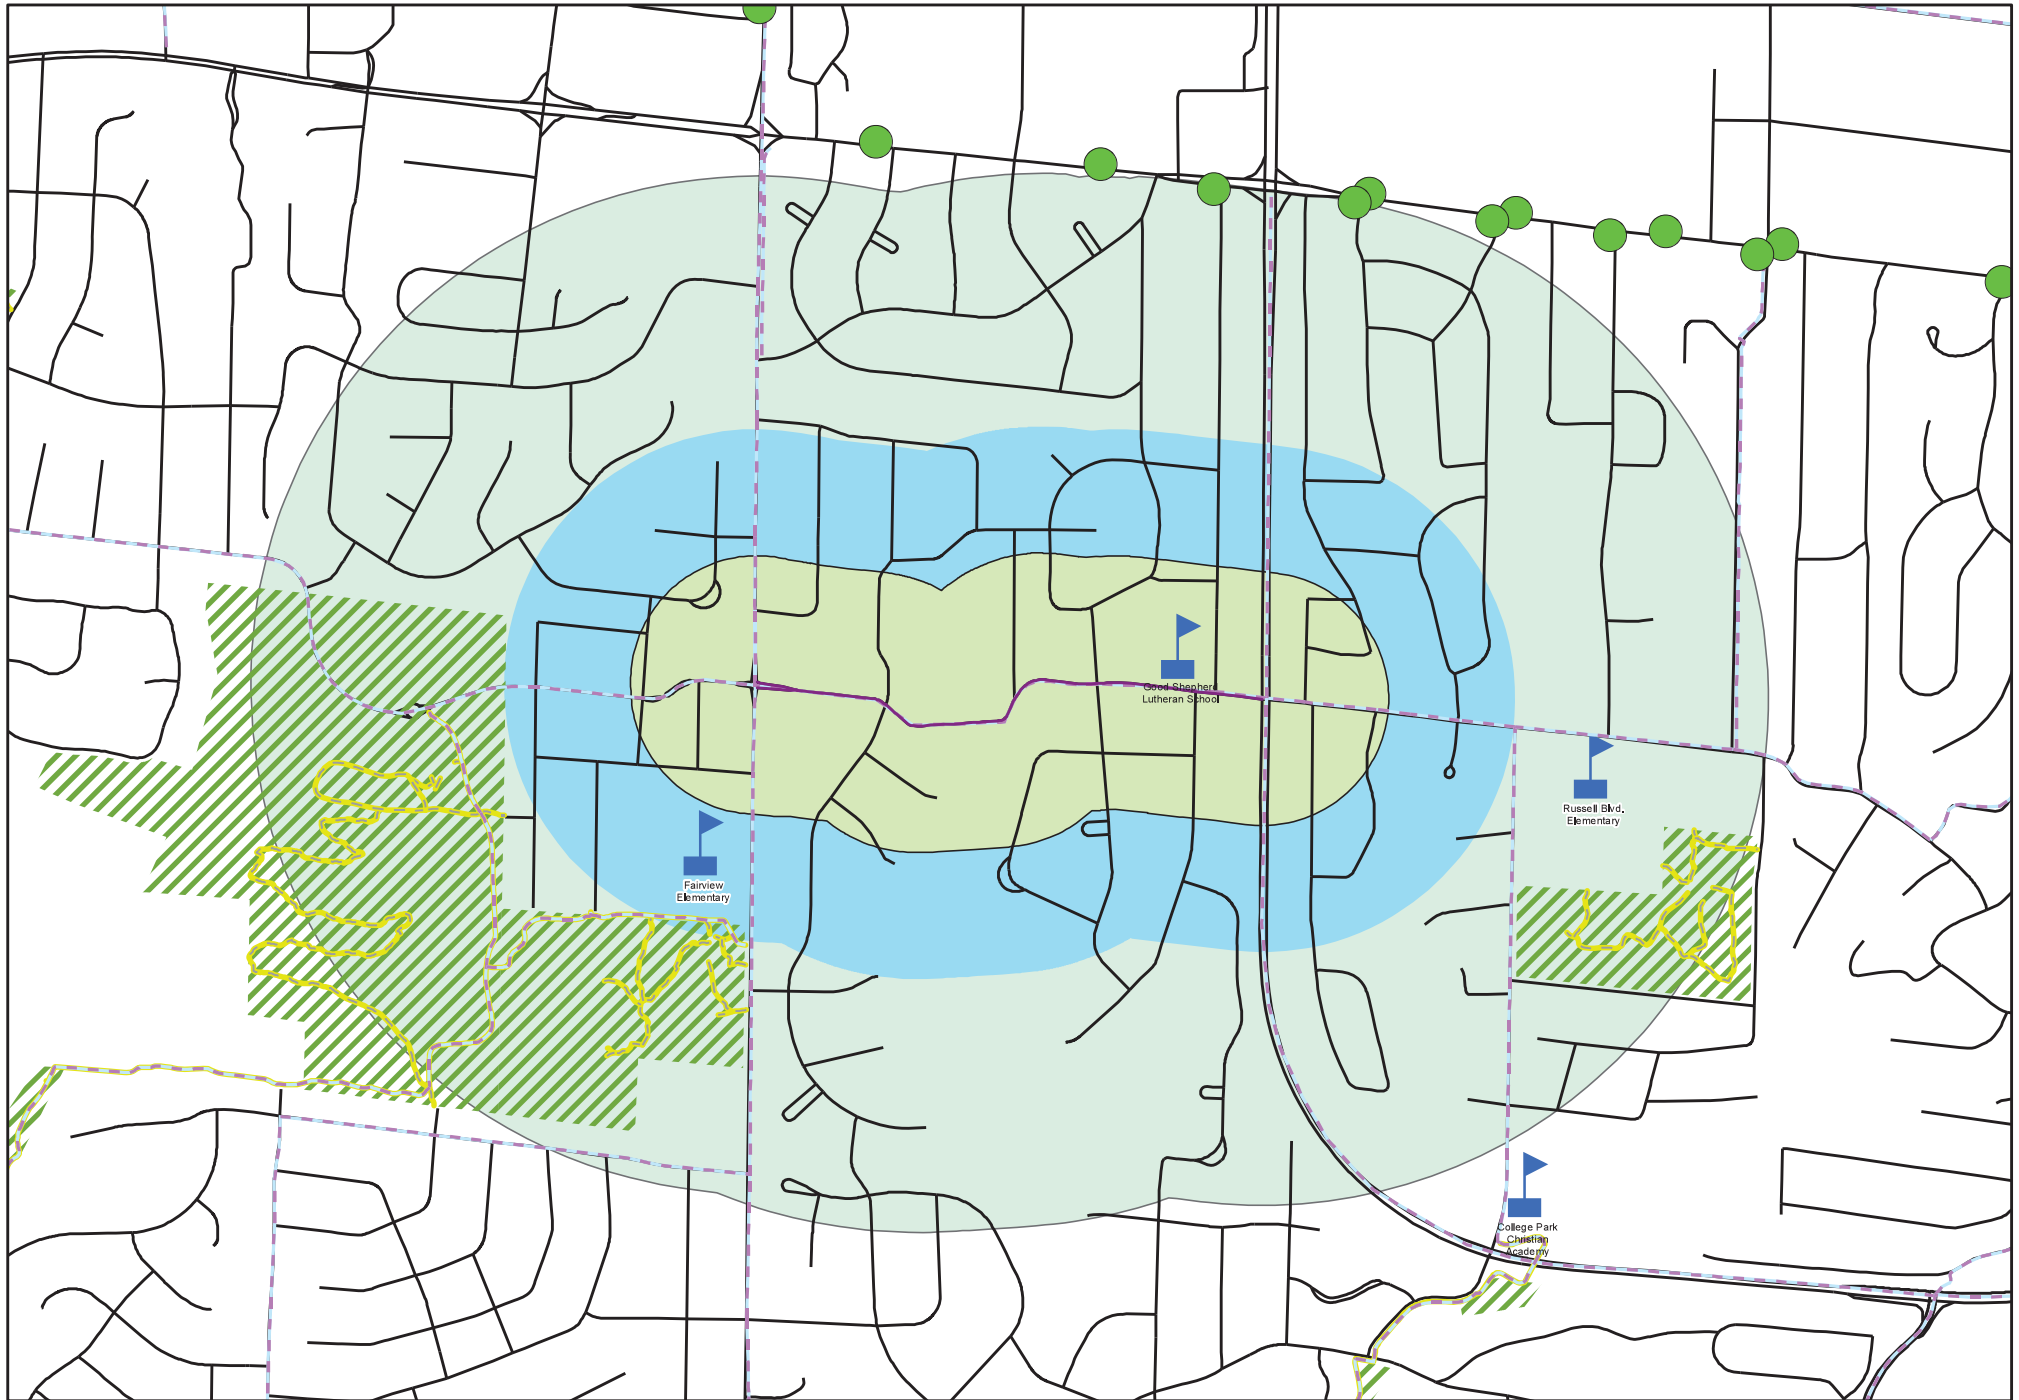 Good Shepherd
Lutheran School
Russell Blvd.
Elementary
Fairview
Elementary
College Park
Christian
Academy